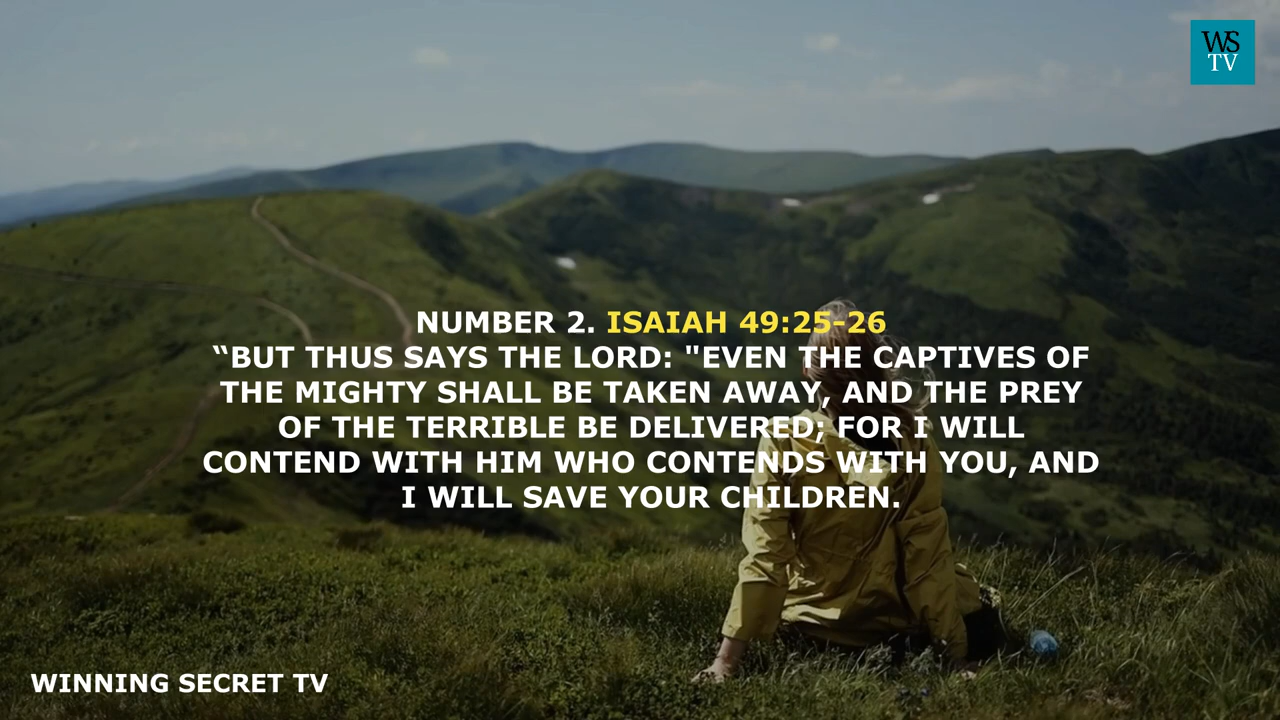 WS
TV
NUMBER 2. ISAIAH 49:25-26
“BUT THUS SAYS THE LORD: "EVEN THE CAPTIVES OF
THE MIGHTY SHALL BE TAKEN AWAY, AND THE PREY
OF THE TERRIBLE BE DELIVERED; FOR I WILL
CONTEND WITH HIM WHO CONTENDS WITH YOU, AND
I WILL SAVE YOUR CHILDREN.
WINNING SECRET TV